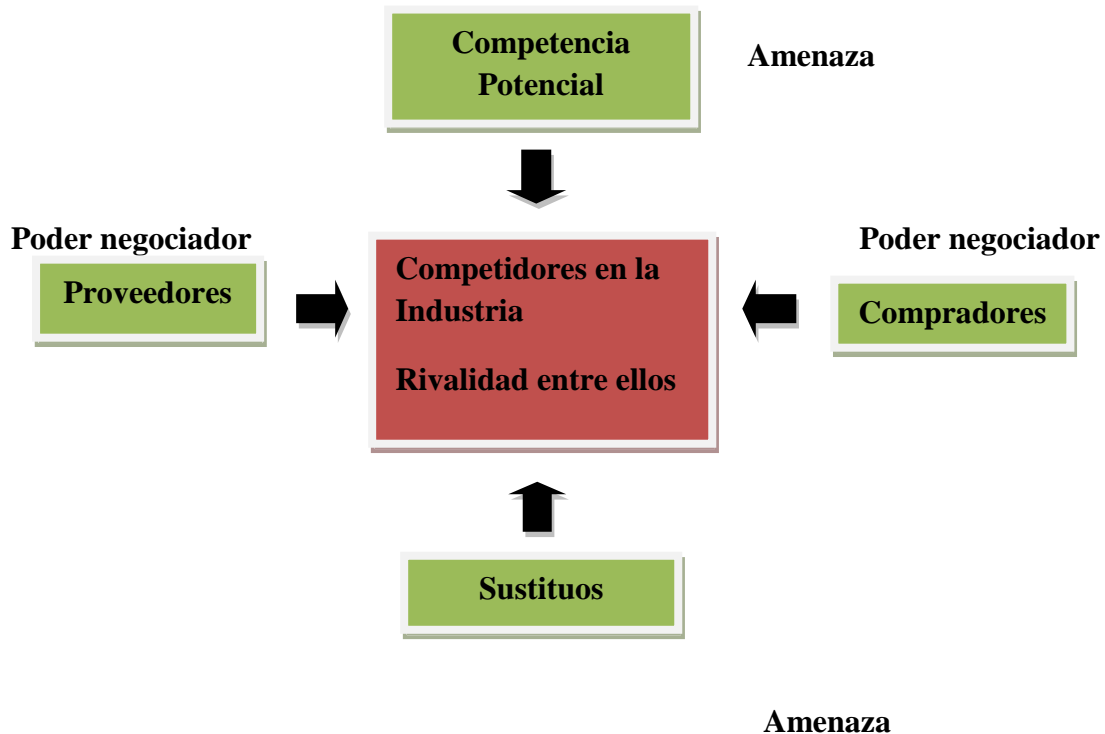 Competencia
Potencial
Amenaza
Poder negociador
Proveedores
Competidores en la
Industria
Rivalidad entre ellos
Poder negociador
Compradores
Sustituos
Amenaza